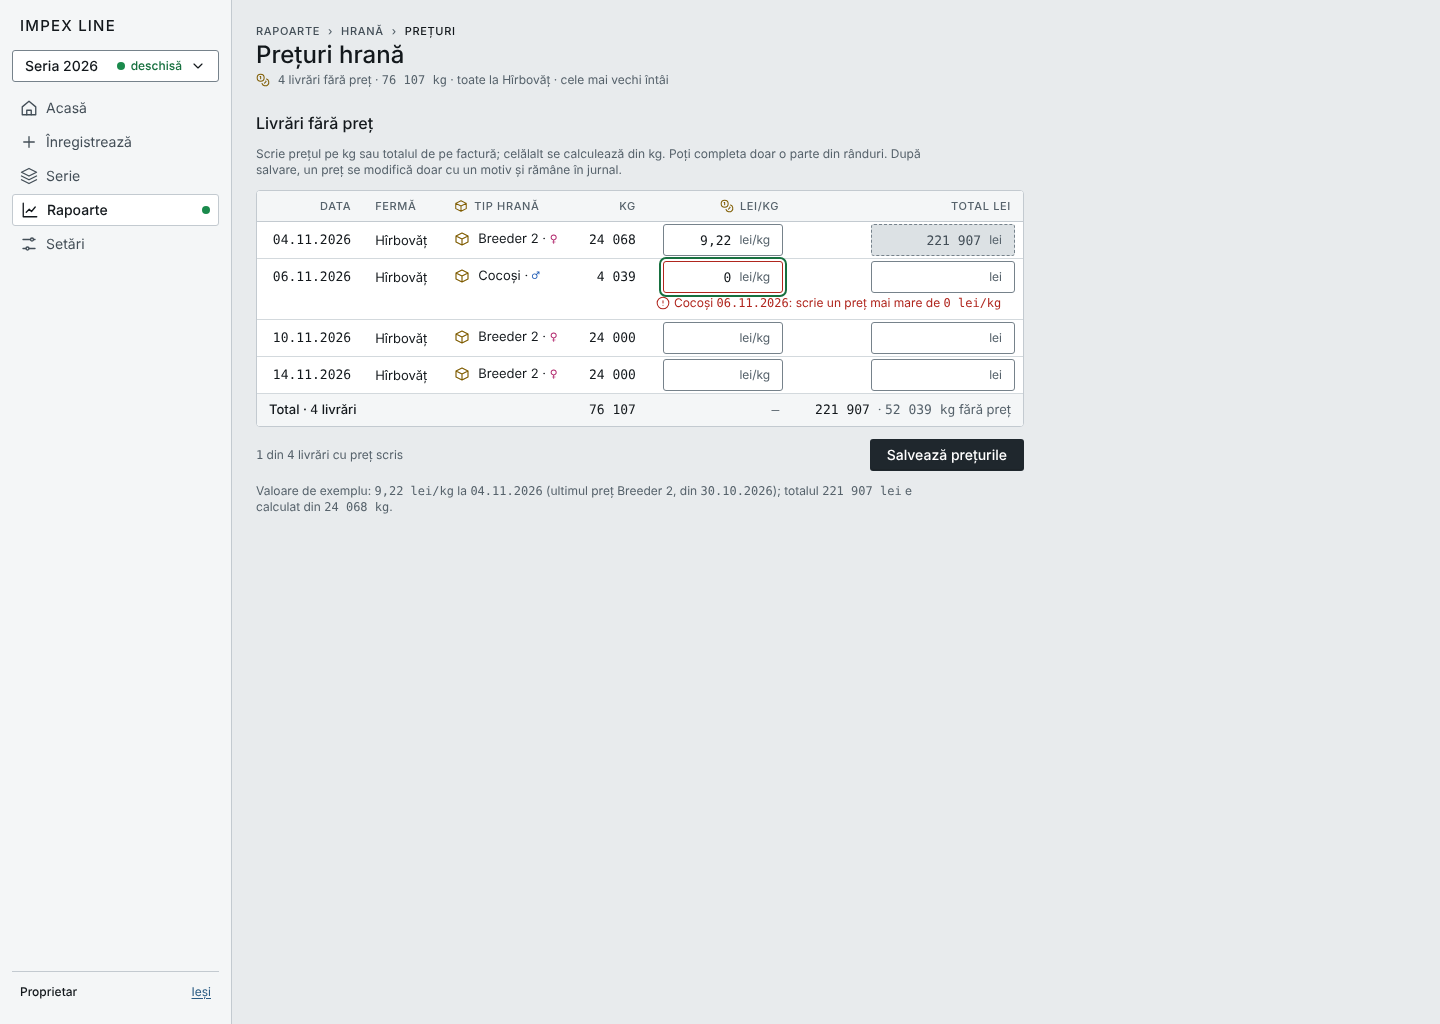 IMPEX LINE
Seria 2026 deschisă
Acasă
Înregistrează
Serie
Rapoarte
Setări
Proprietar Ieși
RAPOARTE › HRANĂ › PREȚURI
Prețuri hrană
4 livrări fără preț · 76 107 kg · toate la Hîrbovăț · cele mai vechi întâi
Livrări fără preț
Scrie prețul pe kg sau totalul de pe factură; celălalt se calculează din kg. Poți completa doar o parte din rânduri. După
salvare, un preț se modifică doar cu un motiv și rămâne în jurnal.
DATA FERMĂ TIP HRANĂ KG LEI/KG TOTAL LEI
04.11.2026 Hîrbovăț Breeder 2 · ♀ 24 068 9,22 lei/kg 221 907 lei
06.11.2026 Hîrbovăț Cocoși · ♂ 4 039 0 lei/kg lei
Cocoși 06.11.2026: scrie un preț mai mare de 0 lei/kg
10.11.2026 Hîrbovăț Breeder 2 · ♀ 24 000 lei/kg lei
14.11.2026 Hîrbovăț Breeder 2 · ♀ 24 000 lei/kg lei
Total · 4 livrări 76 107 — 221 907 · 52 039 kg fără preț
1 din 4 livrări cu preț scris Salvează prețurile
Valoare de exemplu: 9,22 lei/kg la 04.11.2026 (ultimul preț Breeder 2, din 30.10.2026); totalul 221 907 lei e
calculat din 24 068 kg.